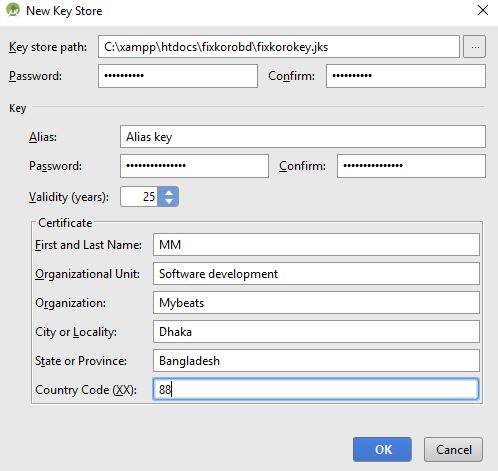 New Key Store
Key store path: C:\xampp\htdocs\fixkorobd\fixkorokey.jks ...
Password: •••••••••• Confirm: ••••••••••
Key
Alias: Alias key
Password: ••••••••••••••• Confirm: •••••••••••••••
Validity (years): 25
Certificate
First and Last Name: MM
Organizational Unit: Software development
Organization: Mybeats
City or Locality: Dhaka
State or Province: Bangladesh
Country Code (XX): 88
OK Cancel